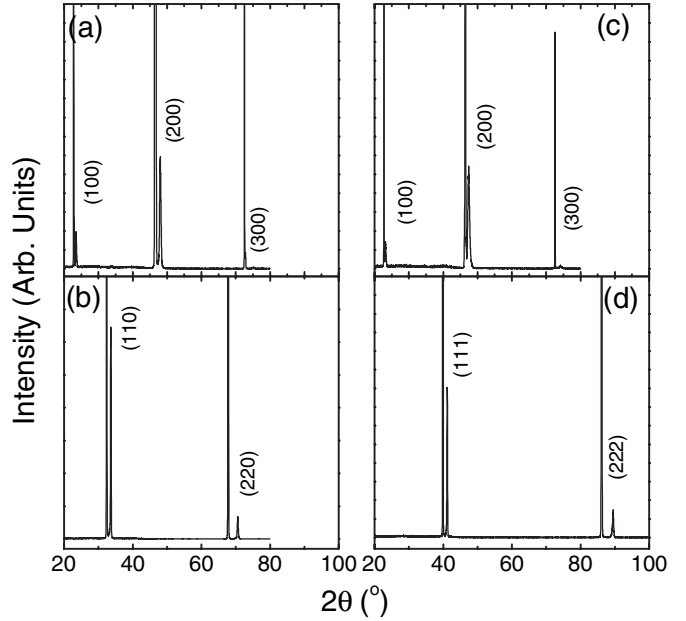 (a)
(100)
(200)
(300)
(c)
(100)
(200)
(300)
(b)
(110)
(220)
(d)
(111)
(222)
Intensity (Arb. Units)
20 40 60 80 100
20 40 60 80 100
2θ (°)